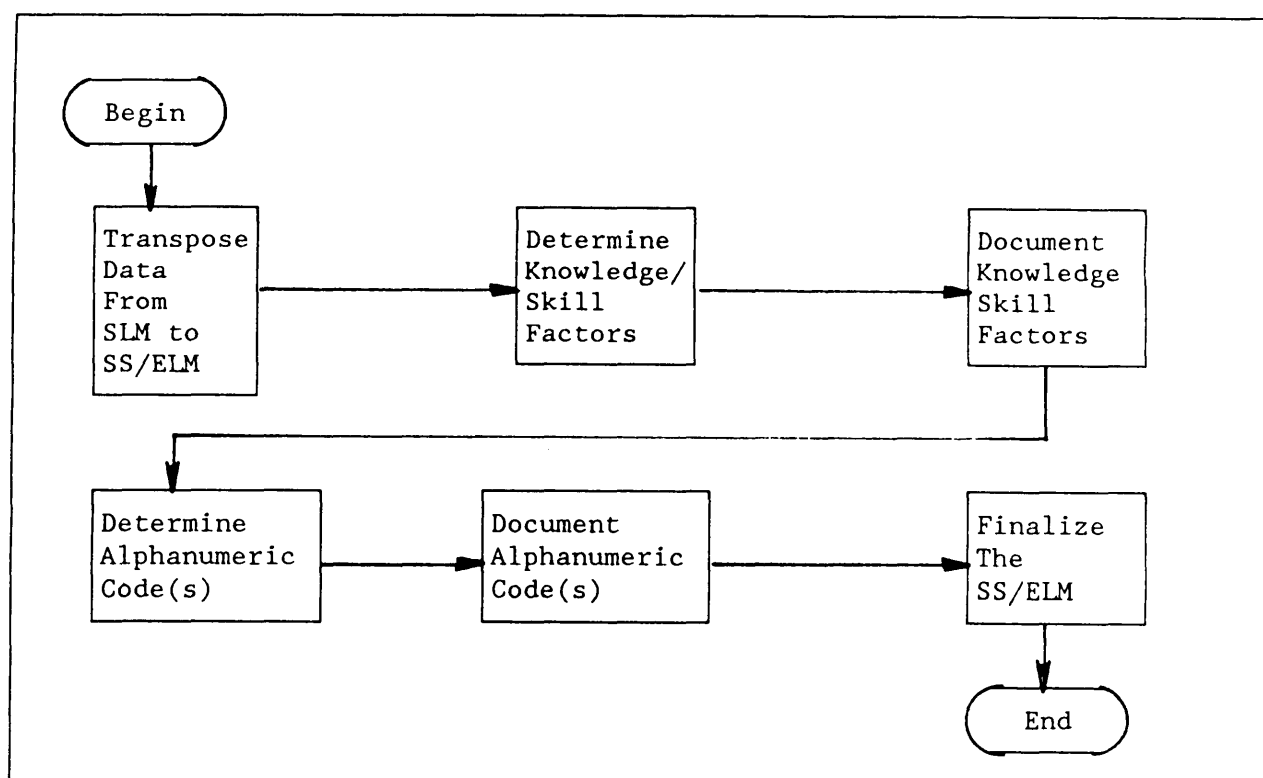 Begin
Transpose
Data
From
SLM to
SS/ELM
Determine
Knowledge/
Skill
Factors
Document
Knowledge
Skill
Factors
Determine
Alphanumeric
Code(s)
Document
Alphanumeric
Code(s)
Finalize
The
SS/ELM
End